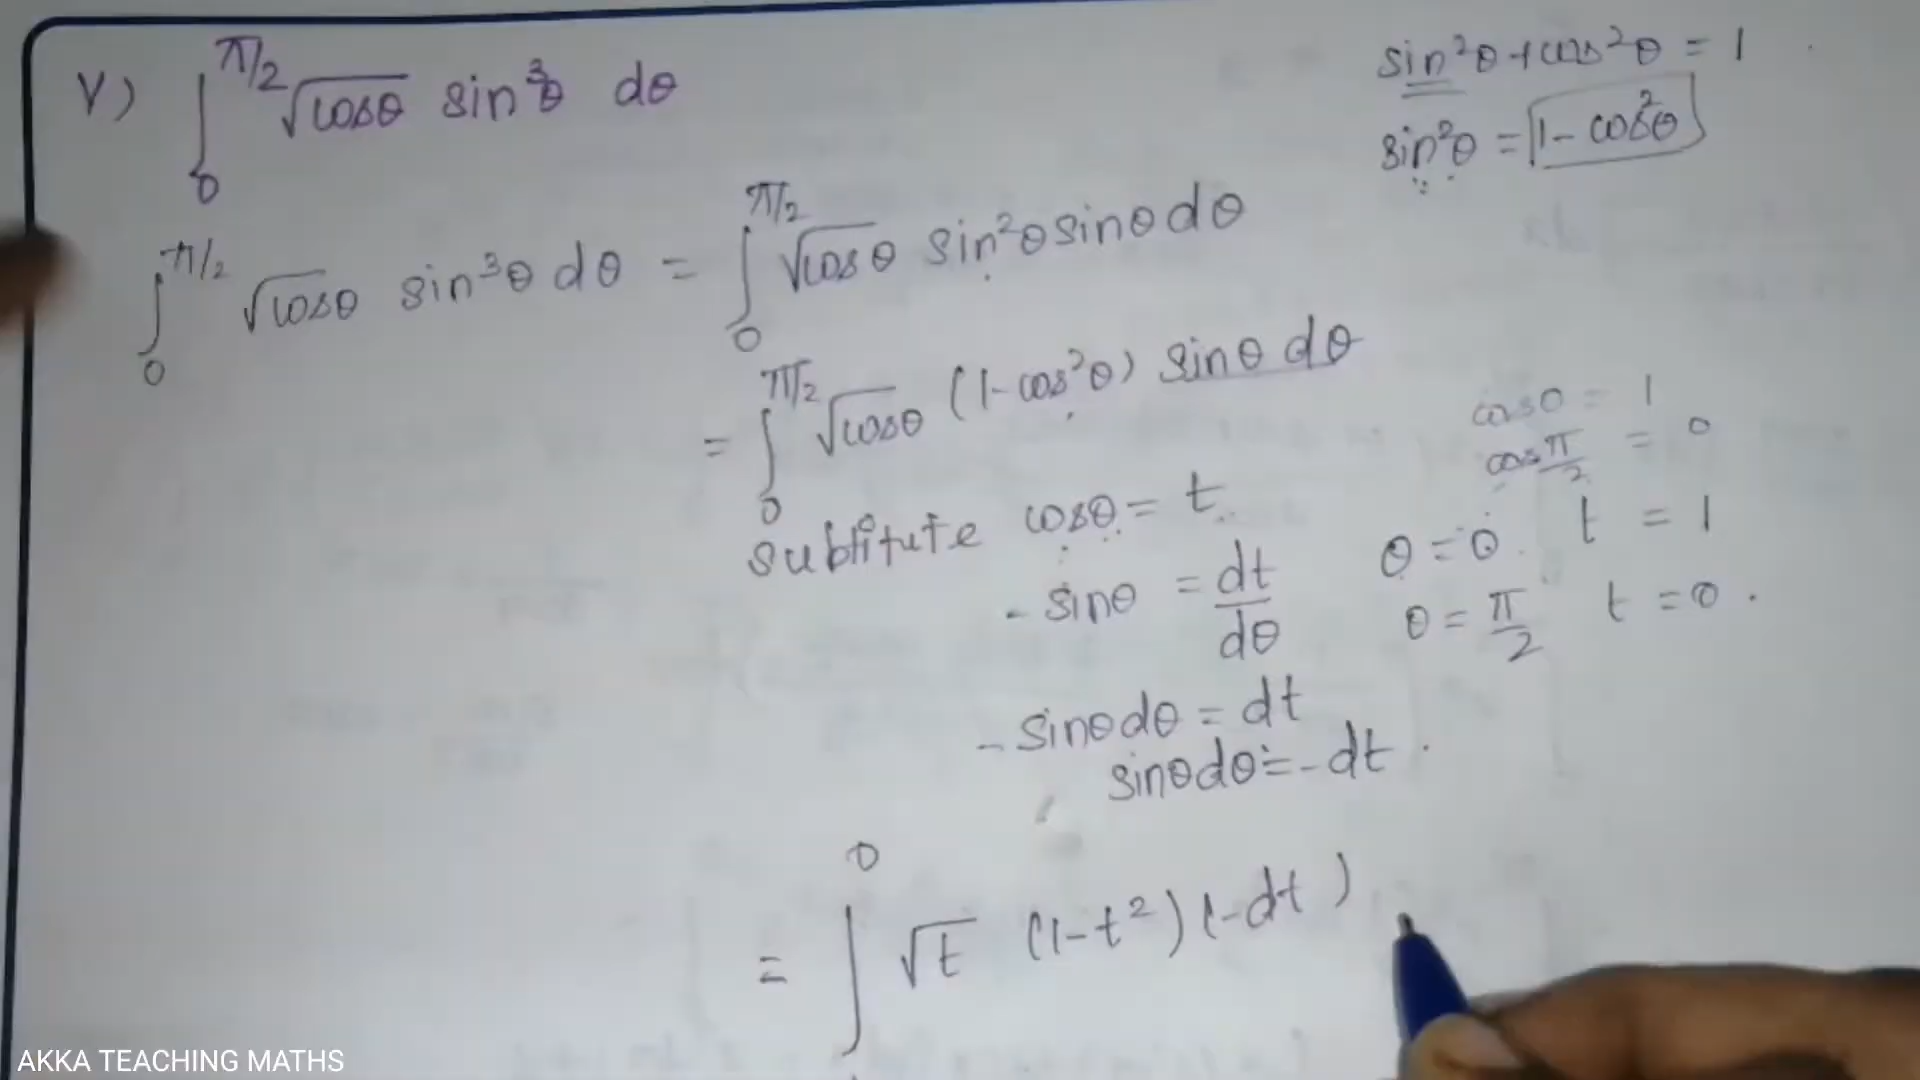 V) ∫₀^{π/2} √cosθ sin³θ dθ
sin²θ + cos²θ = 1
sin²θ = 1 - cos²θ
∫₀^{π/2} √cosθ sin³θ dθ = ∫₀^{π/2} √cosθ sin²θ sinθ dθ
= ∫₀^{π/2} √cosθ (1 - cos²θ) sinθ dθ
cos0 = 1
cos π/2 = 0
subtitute cosθ = t
θ = 0 t = 1
- sinθ = dt/dθ
θ = π/2 t = 0.
- sinθ dθ = dt
sinθ dθ = - dt.
= ∫^0 √t (1 - t²) (-dt)
AKKA TEACHING MATHS